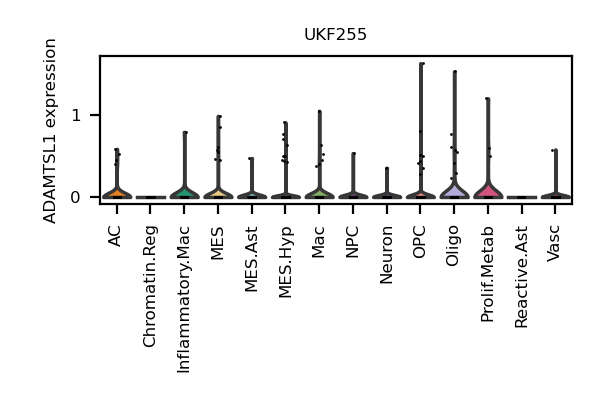 UKF255
ADAMTSL1 expression
1
0
AC
Chromatin.Reg
Inflammatory.Mac
MES
MES.Ast
MES.Hyp
Mac
NPC
Neuron
OPC
Oligo
Prolif.Metab
Reactive.Ast
Vasc